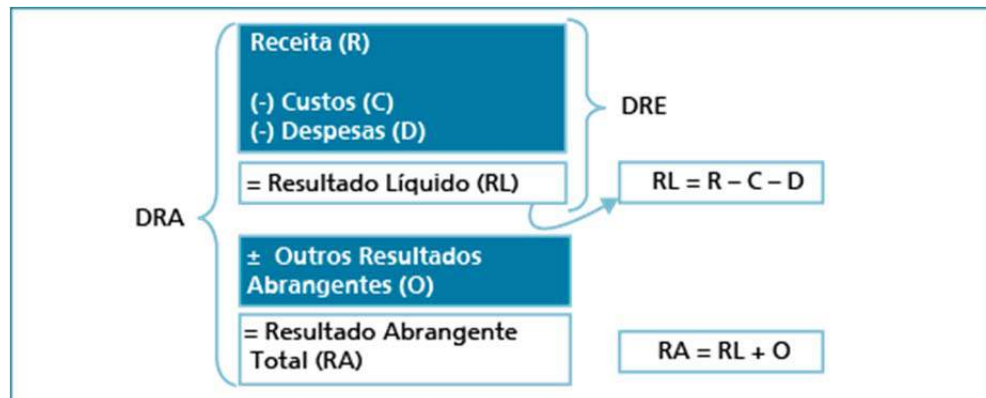 Receita (R)
(-) Custos (C)
(-) Despesas (D)
DRE
= Resultado Líquido (RL)
RL = R – C – D
DRA
± Outros Resultados
Abrangentes (O)
= Resultado Abrangente
Total (RA)
RA = RL + O